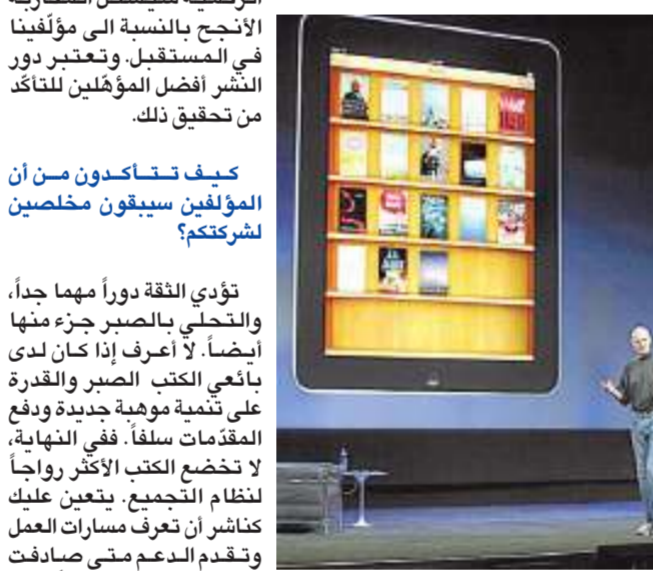 الأنجح بالنسبة الى مؤلّفينا
في المستقبل. وتعتبر دور
النشر أفضل المؤهّلين للتأكّد
من تحقيق ذلك.
كيف تتأكدون من أن
المؤلفين سيبقون مخلصين
لشركتكم؟
تؤدي الثقة دوراً مهما جداً،
والتحلي بالصبر جزء منها
أيضاً. لا أعرف إذا كان لدى
بائعي الكتب الصبر والقدرة
على تنمية موهبة جديدة ودفع
المقدّمات سلفاً. ففي النهاية،
لا تخضع الكتب الأكثر رواجاً
لنظام التجميع. يتعين عليك
كناشر أن تعرف مسارات العمل
وتقدم الدعم متى صادفت